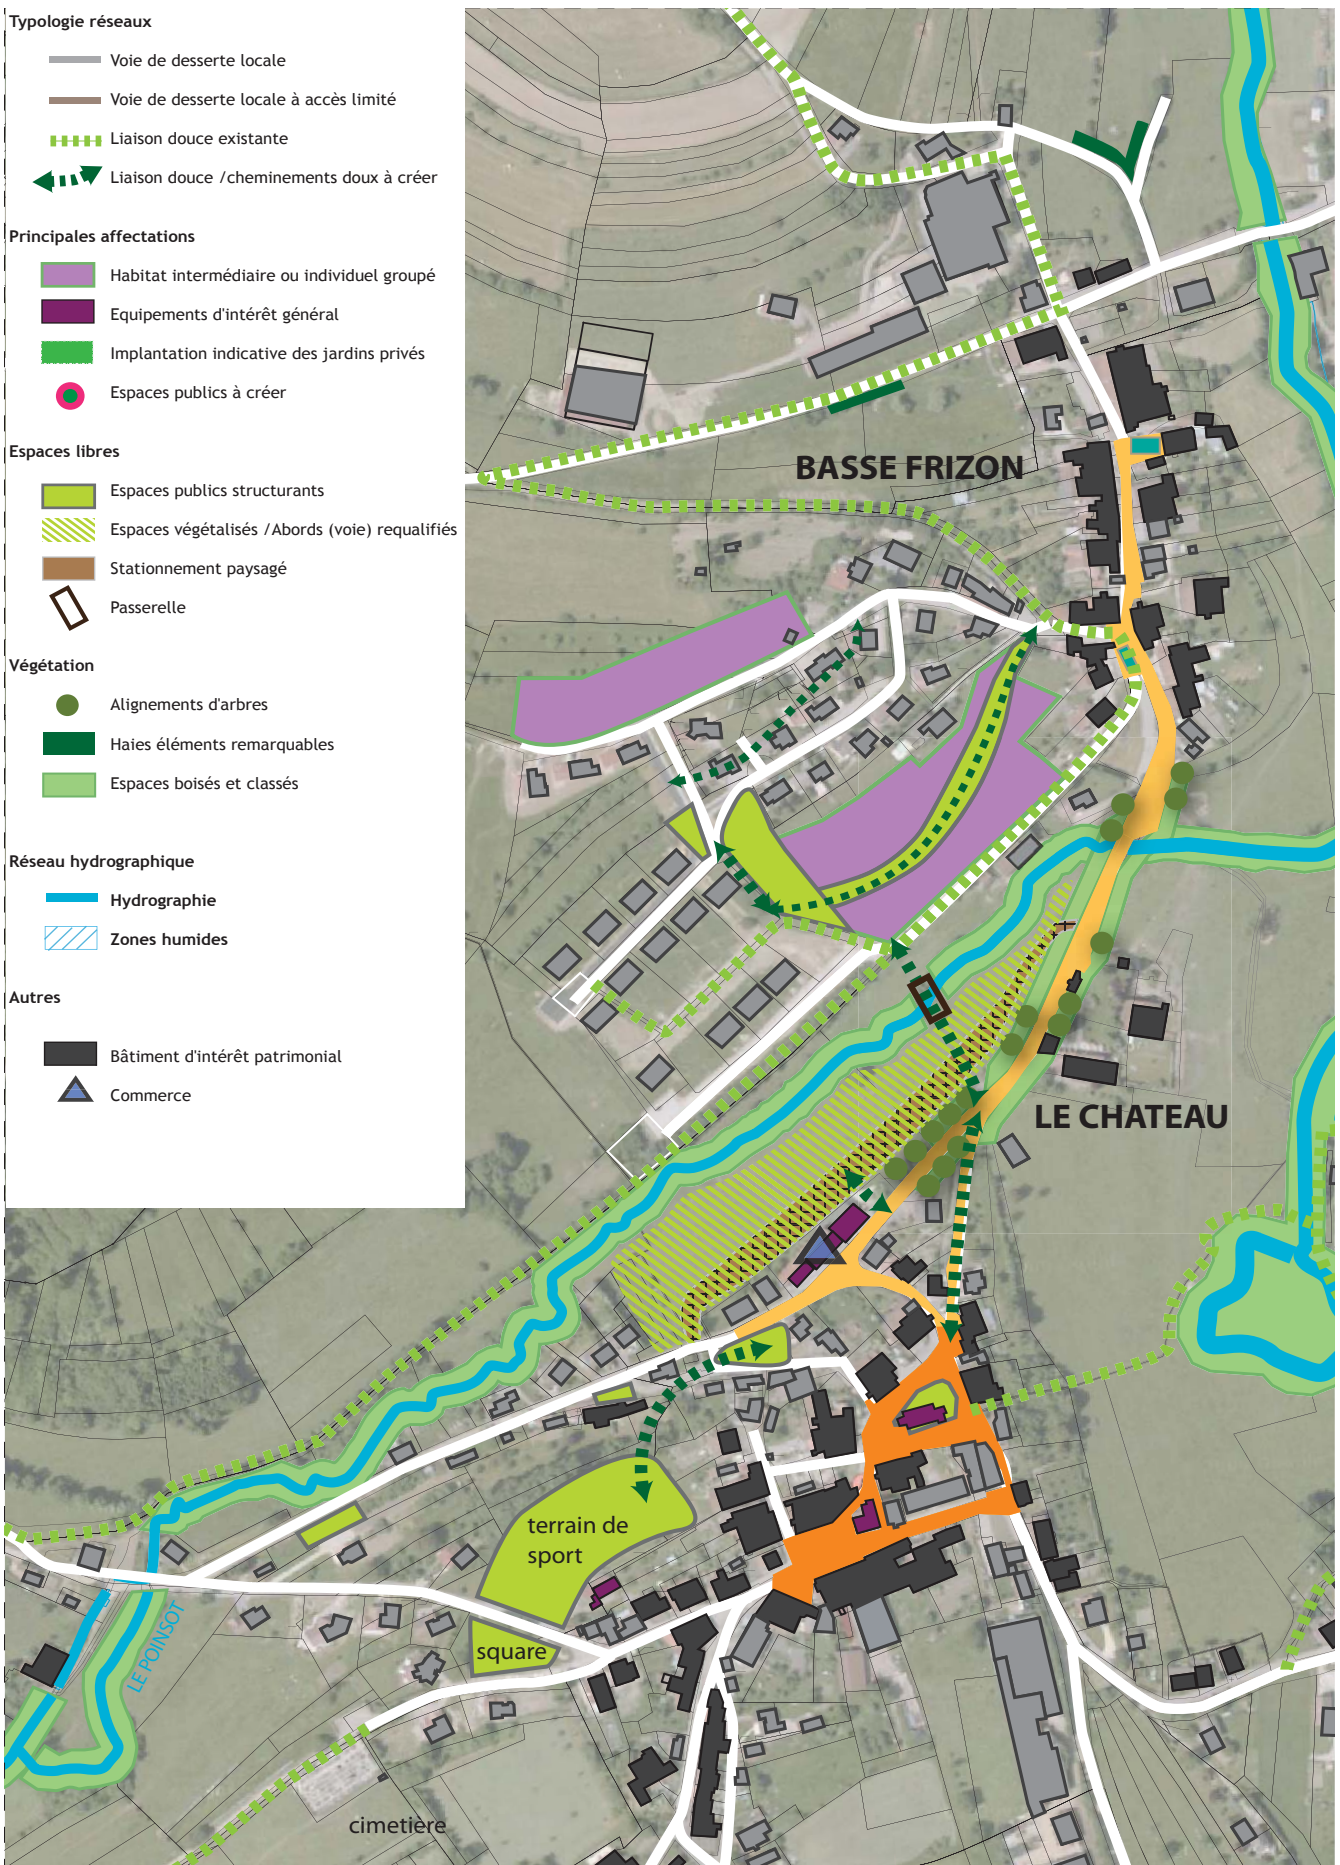 Typologie réseaux
Voie de desserte locale
Voie de desserte locale à accès limité
Liaison douce existante
Liaison douce /cheminements doux à créer
Principales affectations
Habitat intermédiaire ou individuel groupé
Equipements d'intérêt général
Implantation indicative des jardins privés
Espaces publics à créer
Espaces libres
Espaces publics structurants
Espaces végétalisés /Abords (voie) requalifiés
Stationnement paysagé
Passerelle
Végétation
Alignements d'arbres
Haies éléments remarquables
Espaces boisés et classés
Réseau hydrographique
Hydrographie
Zones humides
Autres
Bâtiment d'intérêt patrimonial
Commerce
BASSE FRIZON
LE CHATEAU
terrain de
sport
square
LE POINSOT
cimetière